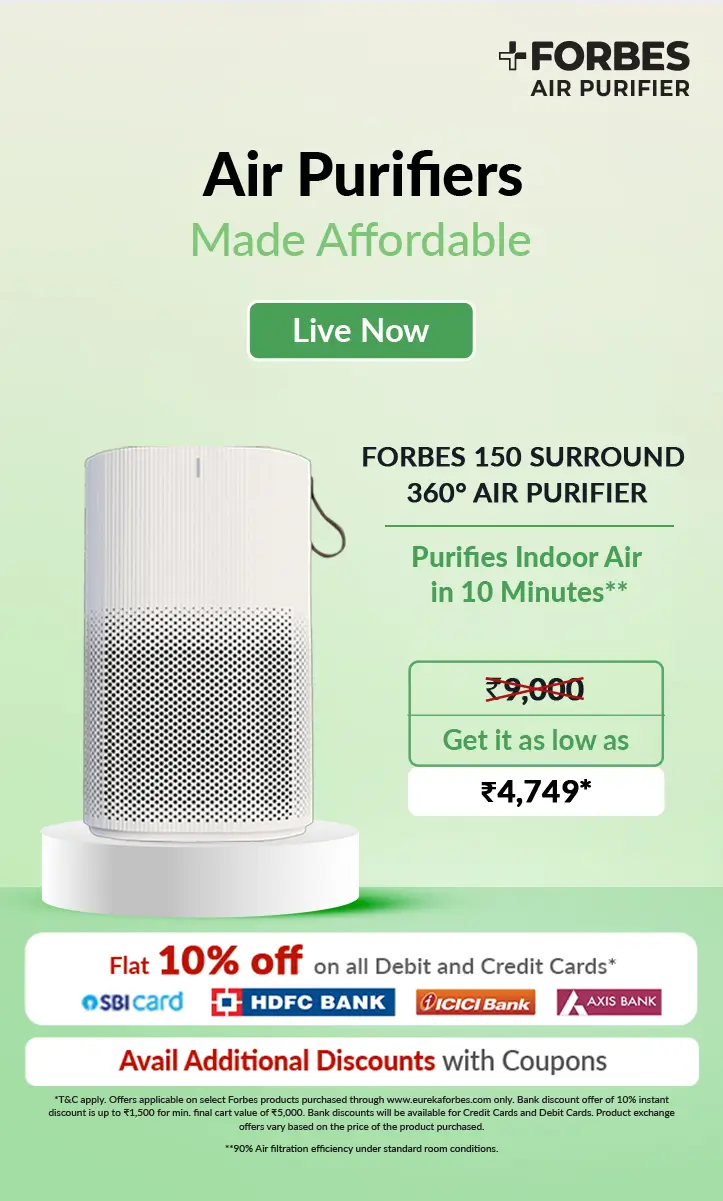 FORBES
AIR PURIFIER
Air Purifiers
Made Affordable
Live Now
FORBES 150 SURROUND
360° AIR PURIFIER
Purifies Indoor Air
in 10 Minutes**
₹9,000
Get it as low as
₹4,749*
Flat 10% off on all Debit and Credit Cards*
SBI card HDFC BANK ICICI Bank AXIS BANK
Avail Additional Discounts with Coupons
*T&C apply. Offers applicable on select Forbes products purchased through www.eurekaforbes.com only. Bank discount offer of 10% instant
discount is up to ₹1,500 for min. final cart value of ₹5,000. Bank discounts will be available for Credit Cards and Debit Cards. Product exchange
offers vary based on the price of the product purchased.
**90% Air filtration efficiency under standard room conditions.